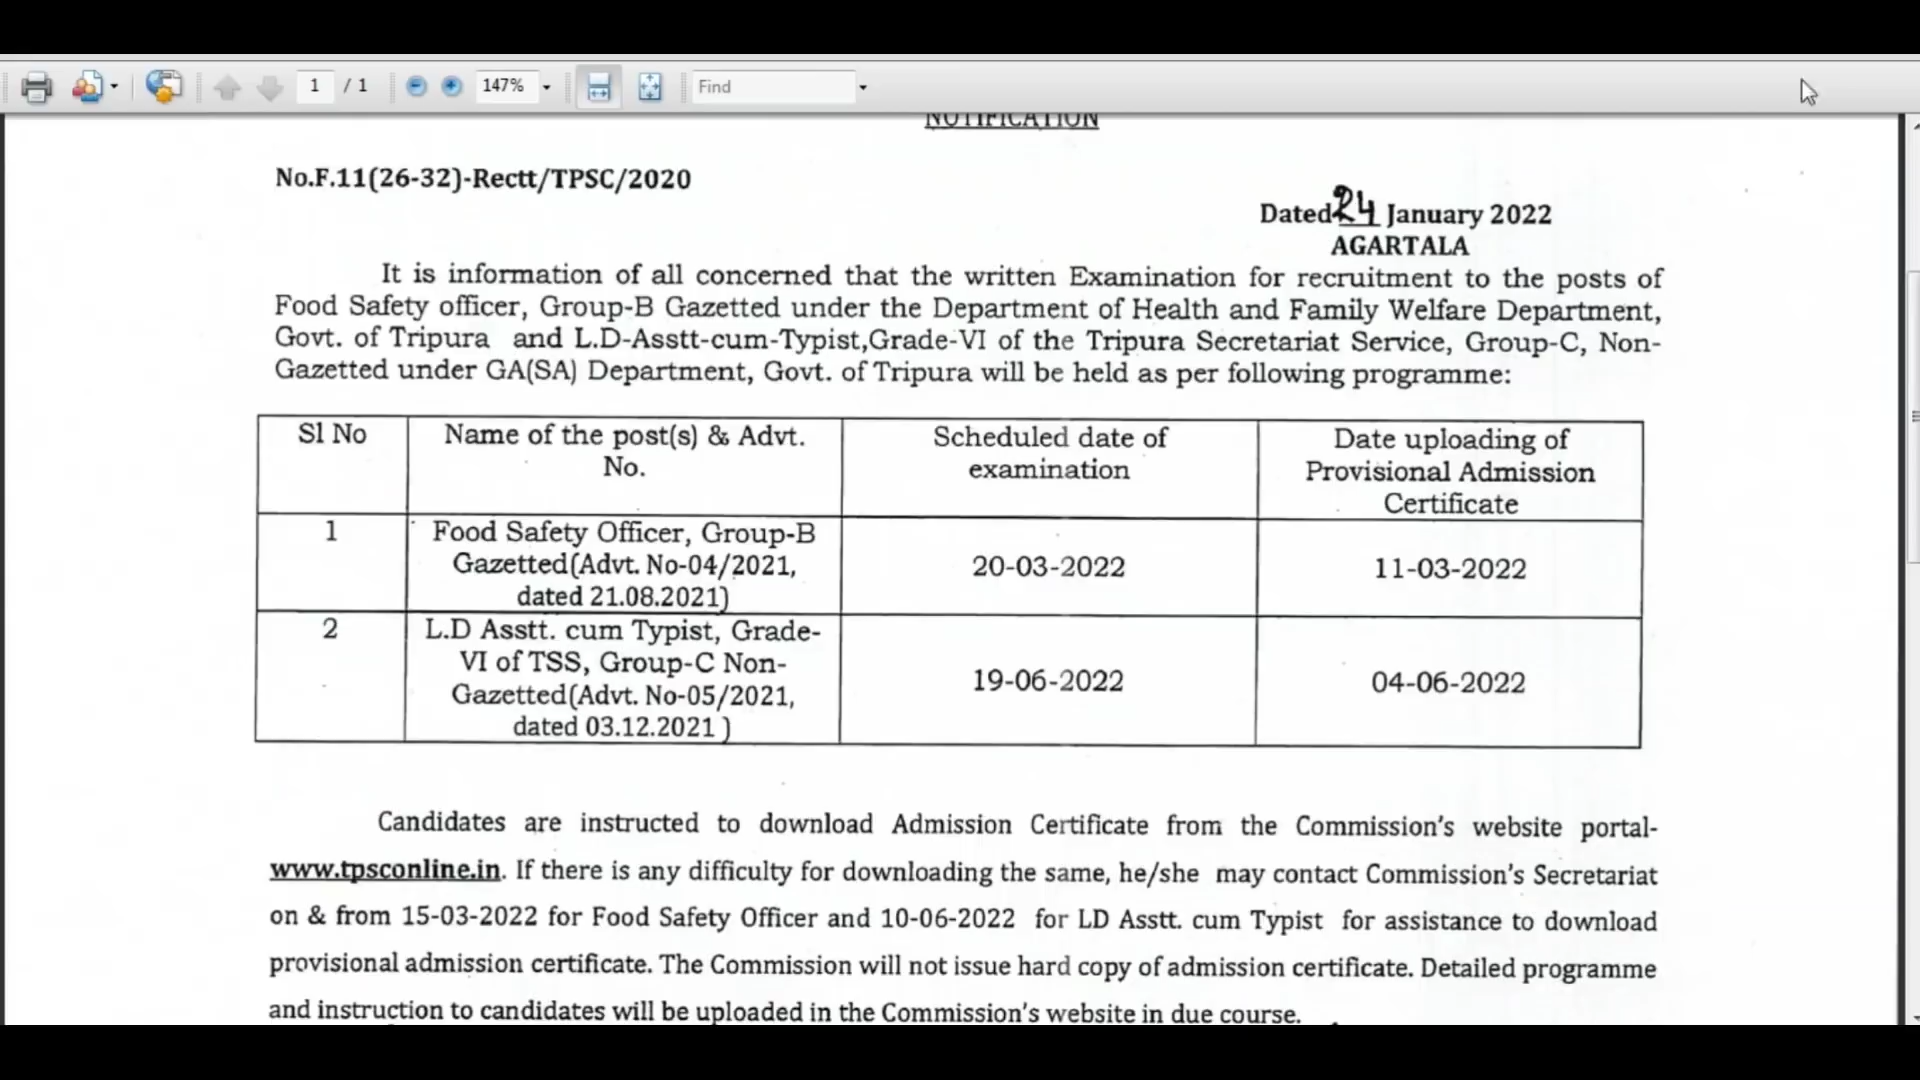 1 / 1
147%
Find
NOTIFICATION
No.F.11(26-32)-Rectt/TPSC/2020
Dated 24 January 2022
AGARTALA
It is information of all concerned that the written Examination for recruitment to the posts of
Food Safety officer, Group-B Gazetted under the Department of Health and Family Welfare Department,
Govt. of Tripura and L.D-Asstt-cum-Typist,Grade-VI of the Tripura Secretariat Service, Group-C, Non-
Gazetted under GA(SA) Department, Govt. of Tripura will be held as per following programme:
Sl No
Name of the post(s) & Advt.
No.
Scheduled date of
examination
Date uploading of
Provisional Admission
Certificate
1
Food Safety Officer, Group-B
Gazetted(Advt. No-04/2021,
dated 21.08.2021)
20-03-2022
11-03-2022
2
L.D Asstt. cum Typist, Grade-
VI of TSS, Group-C Non-
Gazetted(Advt. No-05/2021,
dated 03.12.2021 )
19-06-2022
04-06-2022
Candidates are instructed to download Admission Certificate from the Commission's website portal-
www.tpsconline.in. If there is any difficulty for downloading the same, he/she may contact Commission's Secretariat
on & from 15-03-2022 for Food Safety Officer and 10-06-2022 for LD Asstt. cum Typist for assistance to download
provisional admission certificate. The Commission will not issue hard copy of admission certificate. Detailed programme
and instruction to candidates will be uploaded in the Commission's website in due course.